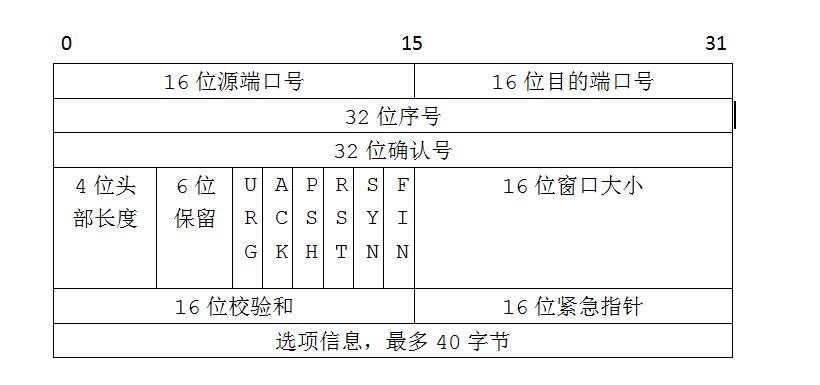 0 15 31
16 位源端口号 16 位目的端口号
32 位序号
32 位确认号
4 位头部长度 6 位保留 URG ACK PSH RST SYN FIN 16 位窗口大小
16 位校验和 16 位紧急指针
选项信息，最多 40 字节